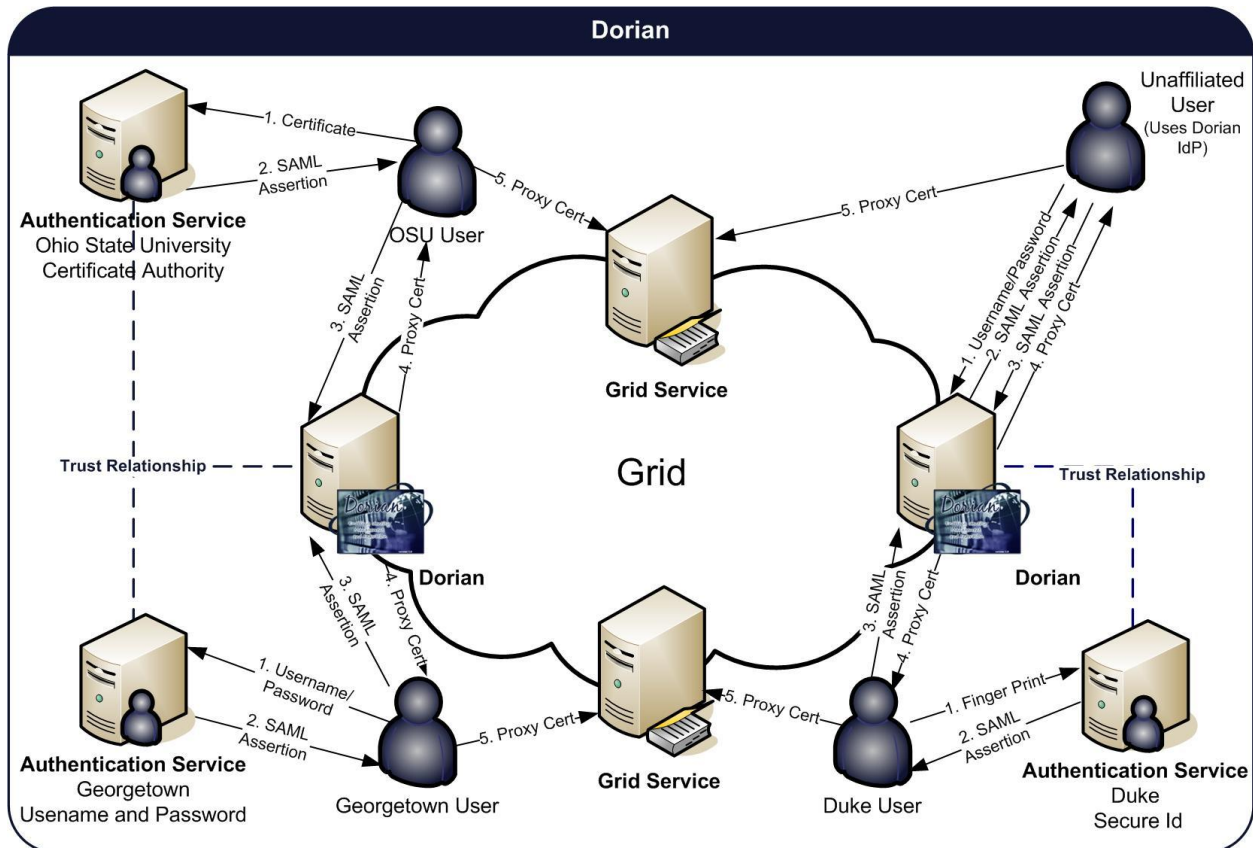 Dorian
1. Certificate
2. SAML
Assertion
Authentication Service
Ohio State University
Certificate Authority
OSU User
5. Proxy Cert
3. SAML
Assertion
4. Proxy Cert
Grid Service
Unaffiliated
User
(Uses Dorian
IdP)
5. Proxy Cert
1. Username/Password
2. SAML Assertion
3. SAML Assertion
4. Proxy Cert
Trust Relationship
Dorian
Dorian
Grid
Trust Relationship
Dorian
Dorian
3. SAML
Assertion
4. Proxy Cert
1. Username/
Password
2. SAML
Assertion
Authentication Service
Georgetown
Usename and Password
Georgetown User
5. Proxy Cert
Grid Service
5. Proxy Cert
3. SAML
Assertion
4. Proxy Cert
Duke User
1. Finger Print
2. SAML
Assertion
Authentication Service
Duke
Secure Id